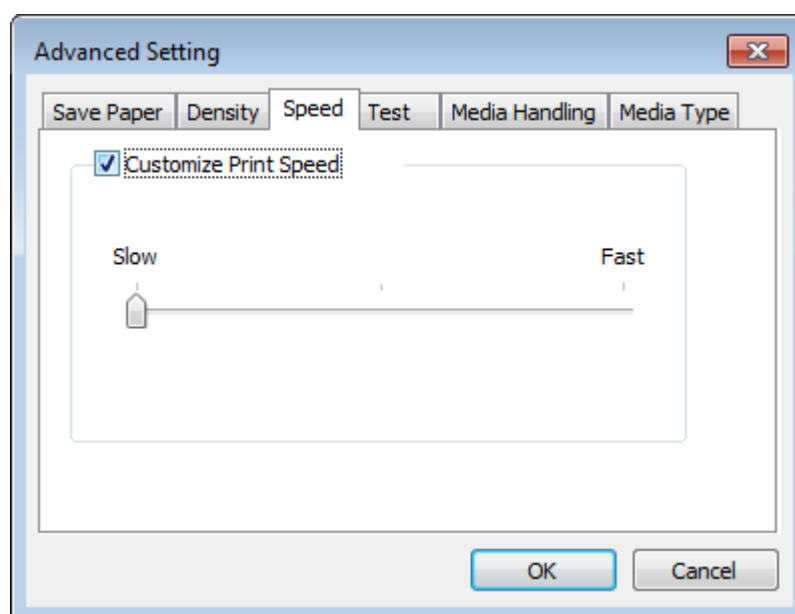 Advanced Setting
Save Paper Density Speed Test Media Handling Media Type
Customize Print Speed
Slow Fast
OK Cancel